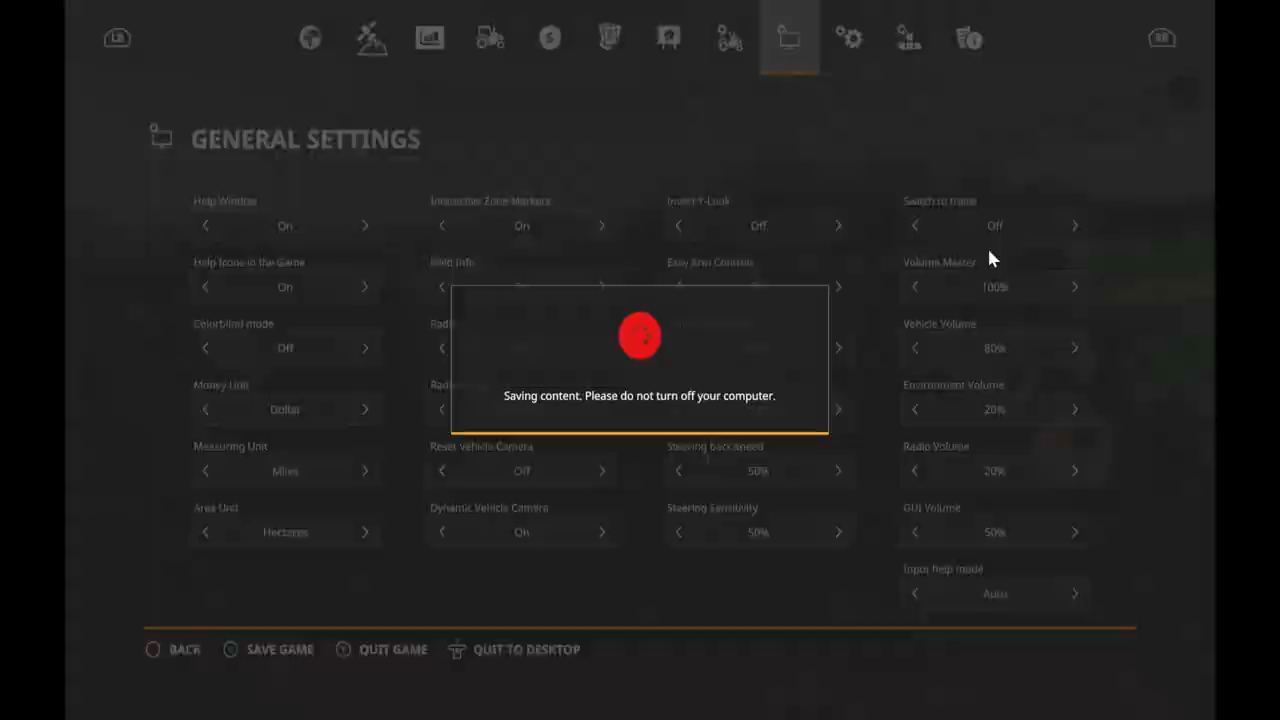 LB
RB
GENERAL SETTINGS
Help Window
On
Interactive Zone Markers
On
Invert Y-Look
Off
Off
Help Icons in the Game
On
Field Info
Easy Arm Controls
Volume Master
100%
Colorblind mode
Off
Radi
Vehicle Volume
80%
Money Unit
Dollar
Radi
Environment Volume
20%
Saving content. Please do not turn off your computer.
Measuring Unit
Miles
Reset Vehicle Camera
Off
Steering back speed
50%
Radio Volume
20%
Area Unit
Hectares
Dynamic Vehicle Camera
On
Steering Sensitivity
50%
GUI Volume
50%
Input help mode
Auto
BACK
SAVE GAME
QUIT GAME
QUIT TO DESKTOP